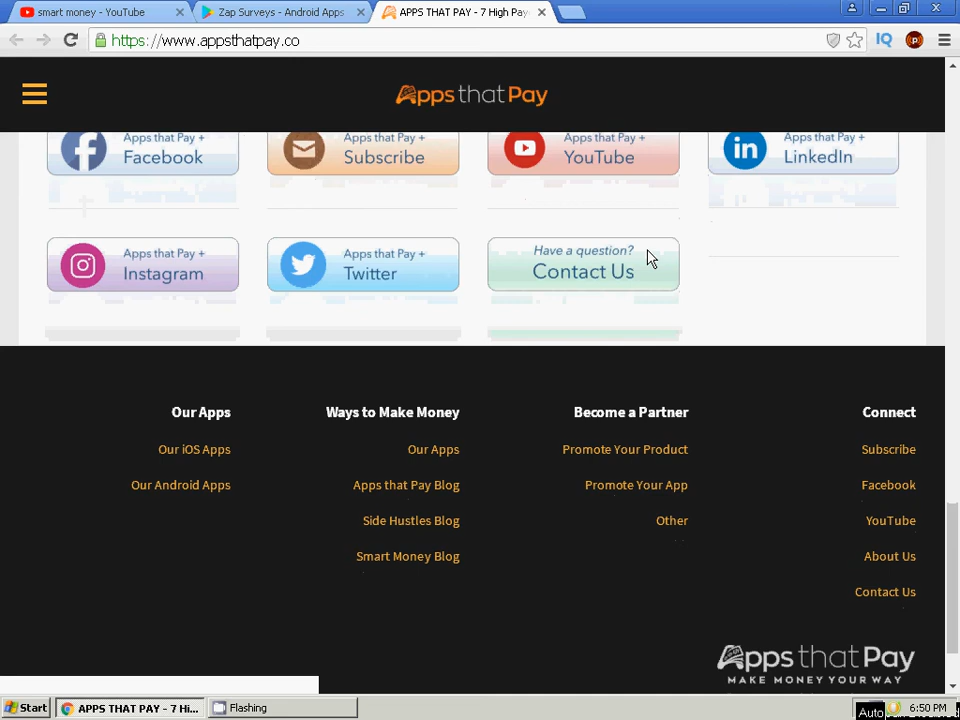 smart money - YouTube
Zap Surveys - Android Apps
APPS THAT PAY - 7 High Pay
https://www.appsthatpay.co
IQ
Apps that Pay
Apps that Pay +
Facebook
Apps that Pay +
Subscribe
Apps that Pay +
YouTube
Apps that Pay +
LinkedIn
Apps that Pay +
Instagram
Apps that Pay +
Twitter
Have a question?
Contact Us
Our Apps
Our iOS Apps
Our Android Apps
Ways to Make Money
Our Apps
Apps that Pay Blog
Side Hustles Blog
Smart Money Blog
Become a Partner
Promote Your Product
Promote Your App
Other
Connect
Subscribe
Facebook
YouTube
About Us
Contact Us
Apps that Pay
MAKE MONEY YOUR WAY
Start
APPS THAT PAY - 7 Hi...
Flashing
6:50 PM